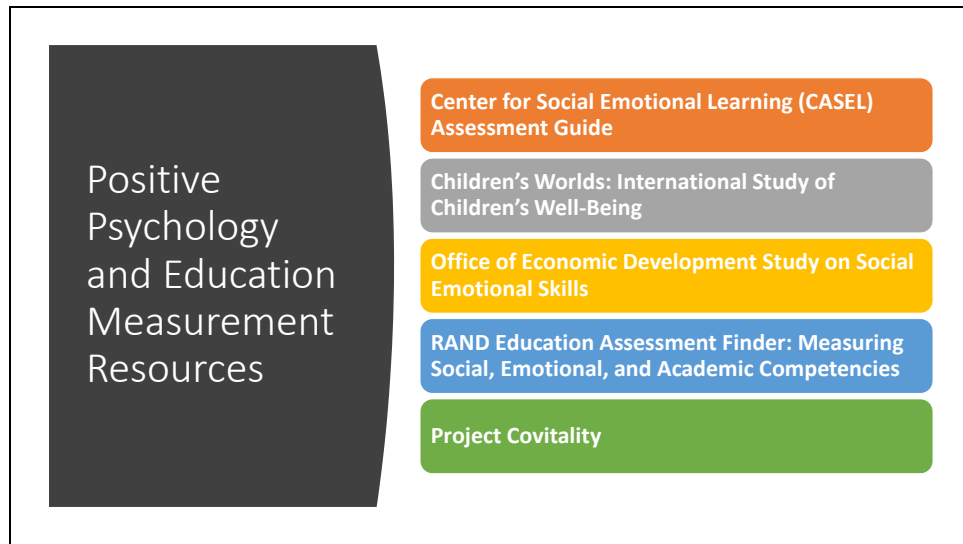 Positive
Psychology
and Education
Measurement
Resources
Center for Social Emotional Learning (CASEL)
Assessment Guide
Children’s Worlds: International Study of
Children’s Well-Being
Office of Economic Development Study on Social
Emotional Skills
RAND Education Assessment Finder: Measuring
Social, Emotional, and Academic Competencies
Project Covitality